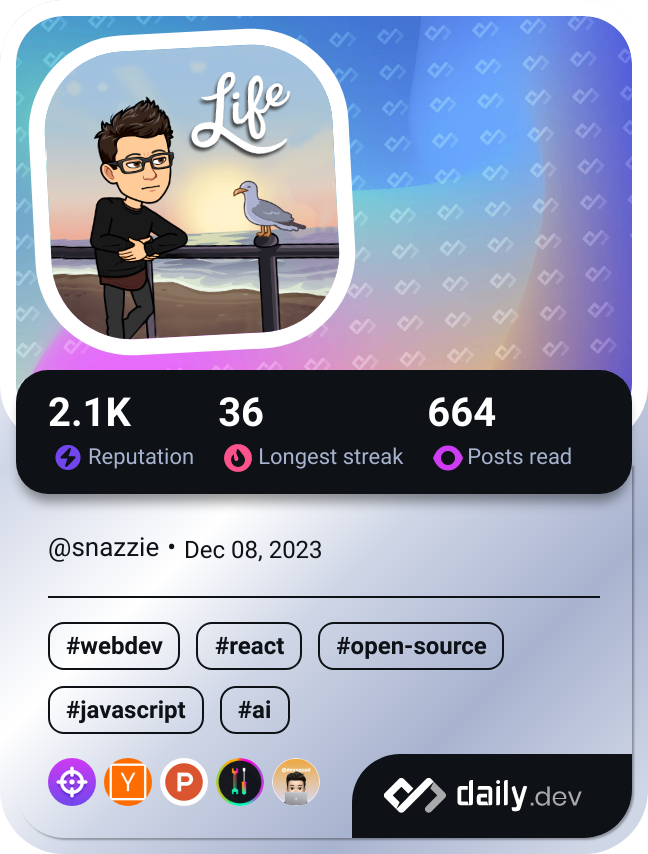 Life
2.1K 36 664
Reputation Longest streak Posts read
@snazzie • Dec 08, 2023
#webdev #react #open-source
#javascript #ai
Y P
daily.dev